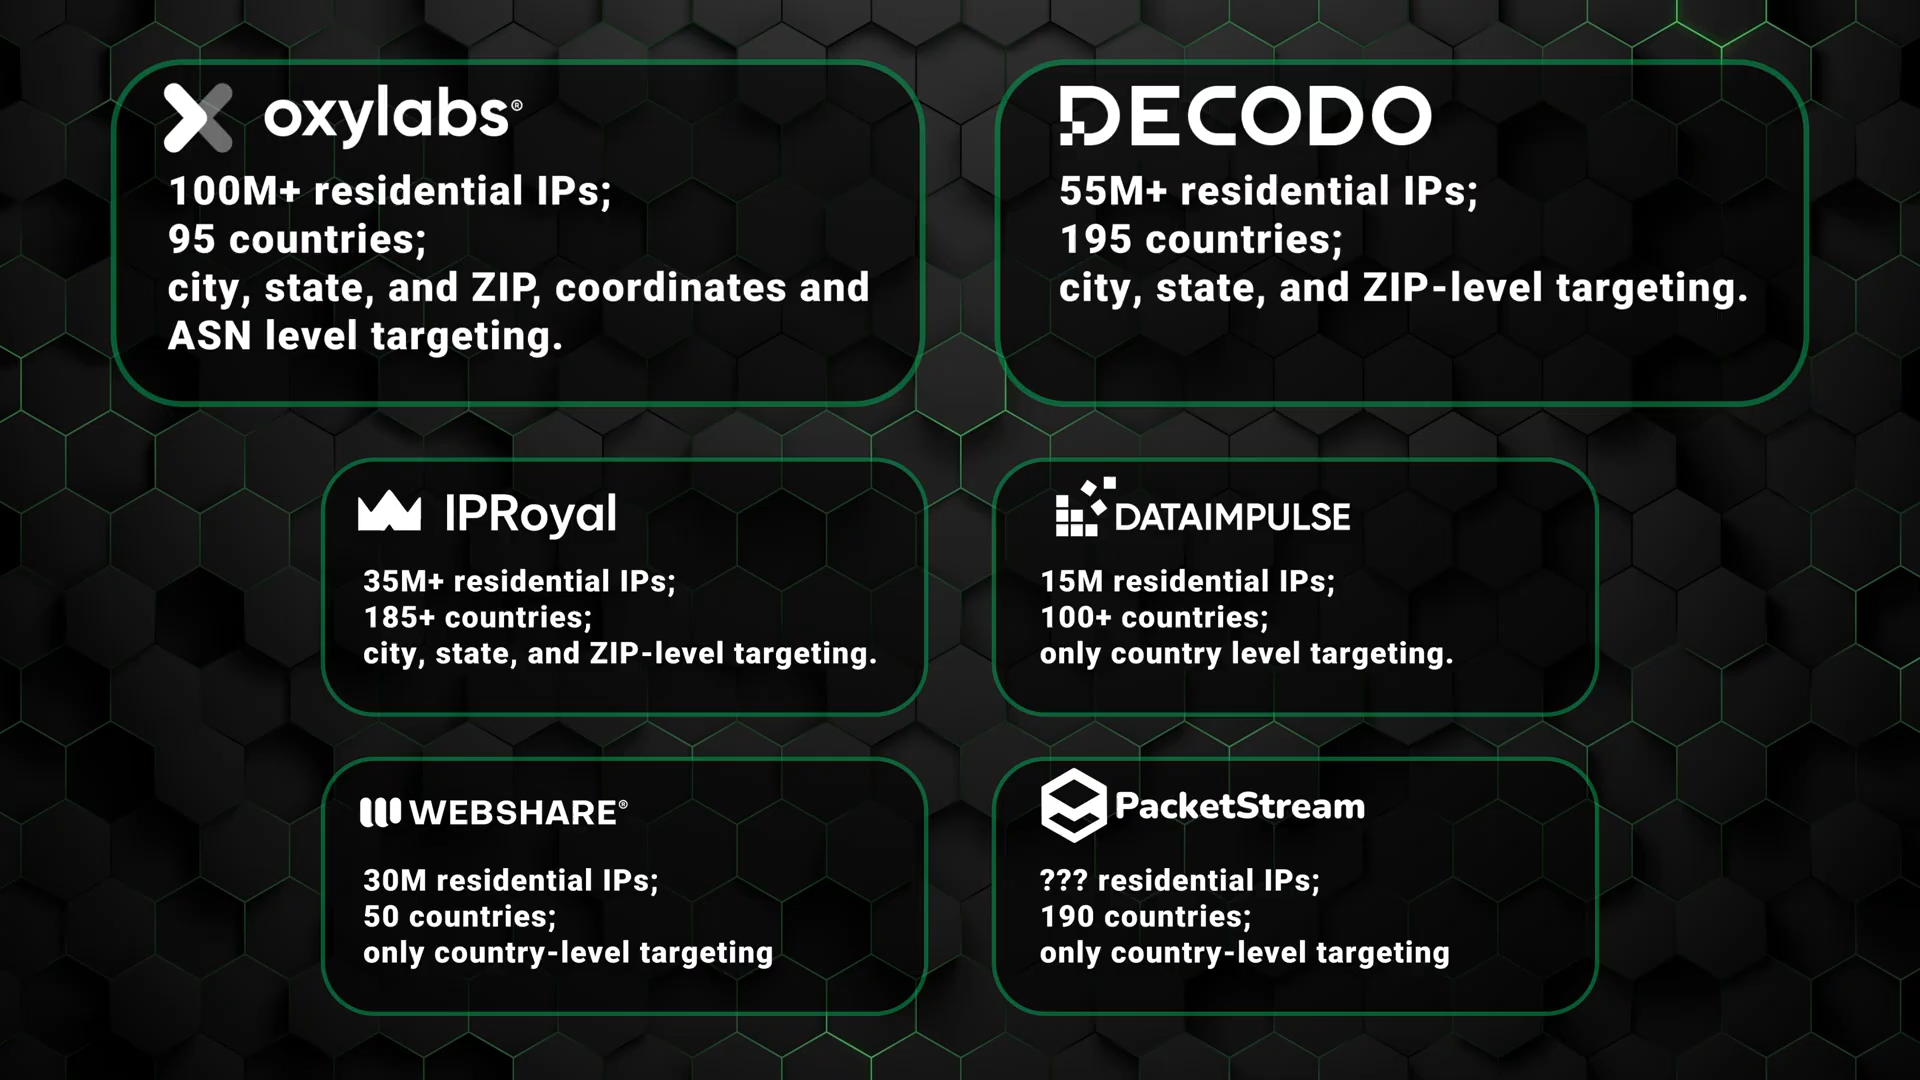 oxylabs®
100M+ residential IPs;
95 countries;
city, state, and ZIP, coordinates and
ASN level targeting.
DECODO
55M+ residential IPs;
195 countries;
city, state, and ZIP-level targeting.
IPRoyal
35M+ residential IPs;
185+ countries;
city, state, and ZIP-level targeting.
DATAIMPULSE
15M residential IPs;
100+ countries;
only country level targeting.
WEBSHARE®
30M residential IPs;
50 countries;
only country-level targeting
PacketStream
??? residential IPs;
190 countries;
only country-level targeting